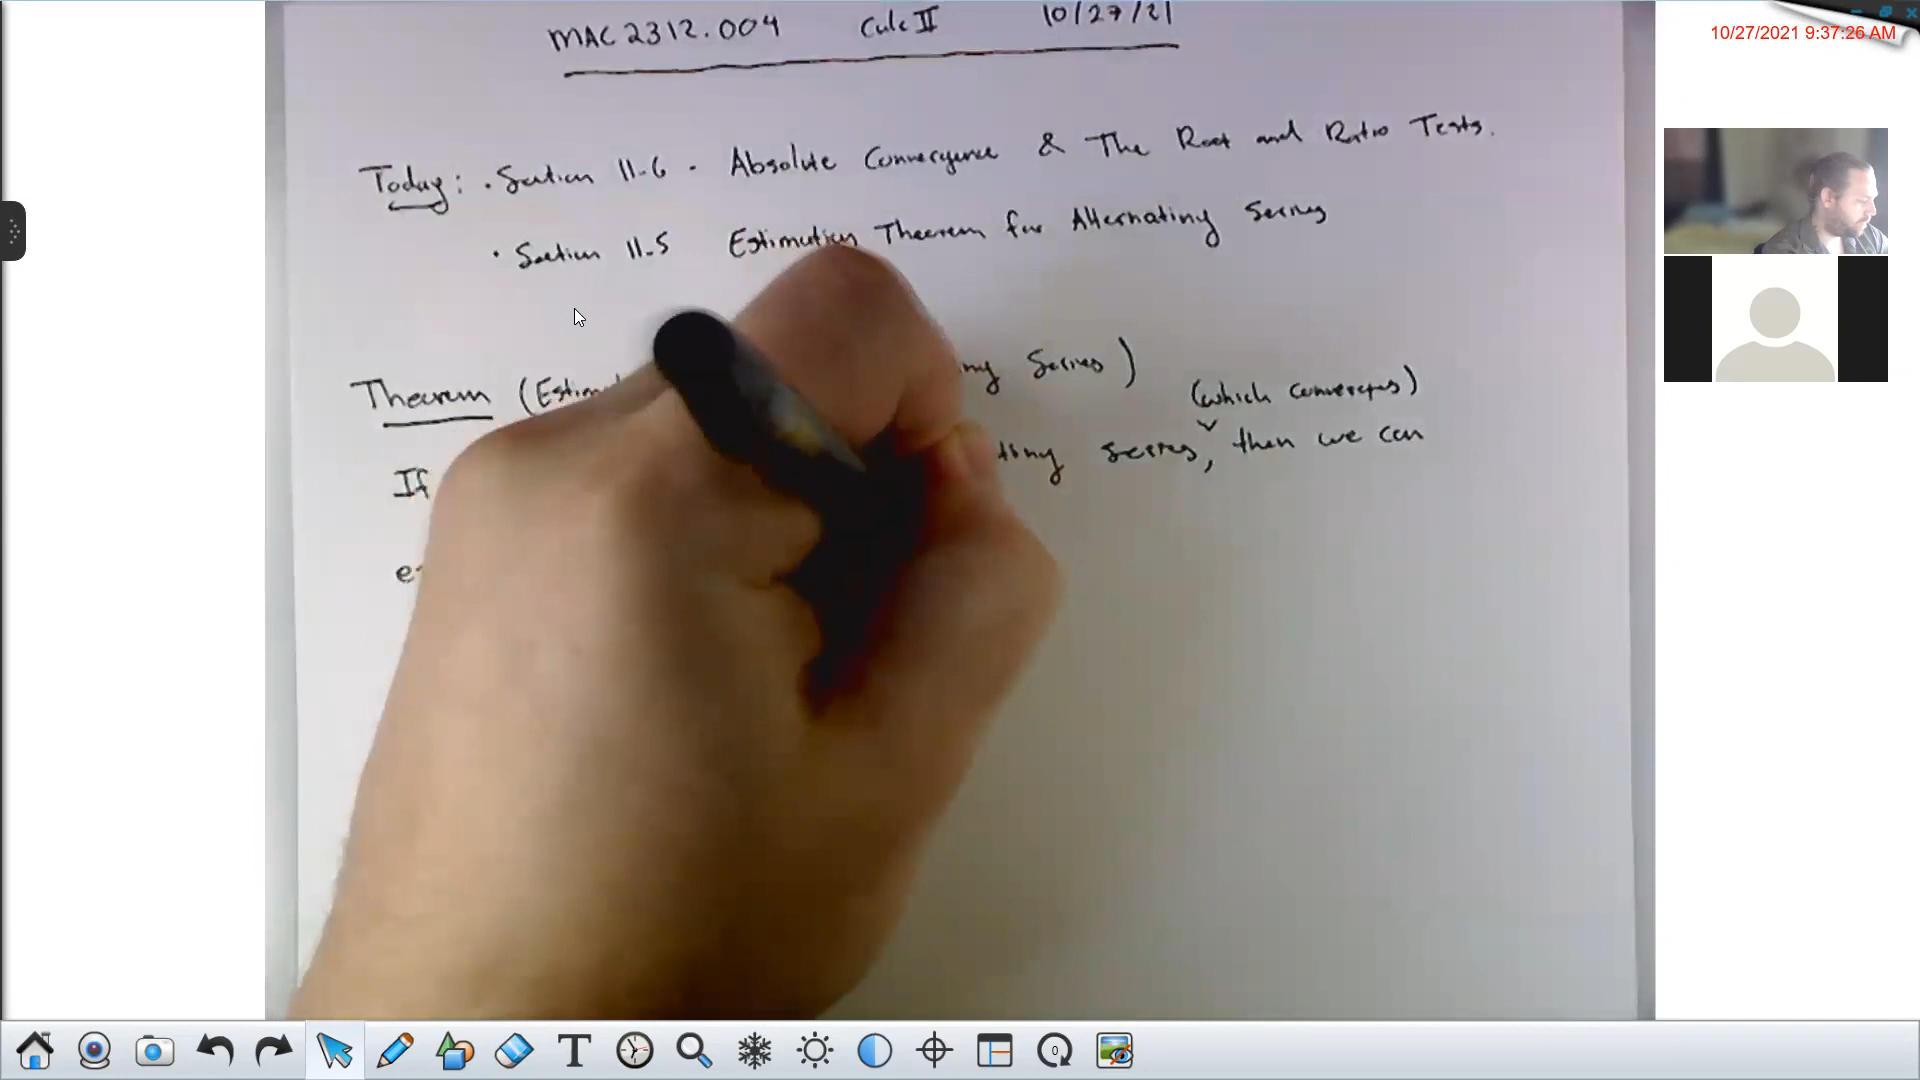 10/27/2021 9:37:26 AM
MAC2312.004 Calc II 10/27/21
Today: · Section 11.6 - Absolute Convergence & The Root and Ratio Tests.
· Section 11.5 Estimation Theorem for Alternating Series
Theorem (Estim Series)
(which converges)
If series, then we can
T
0